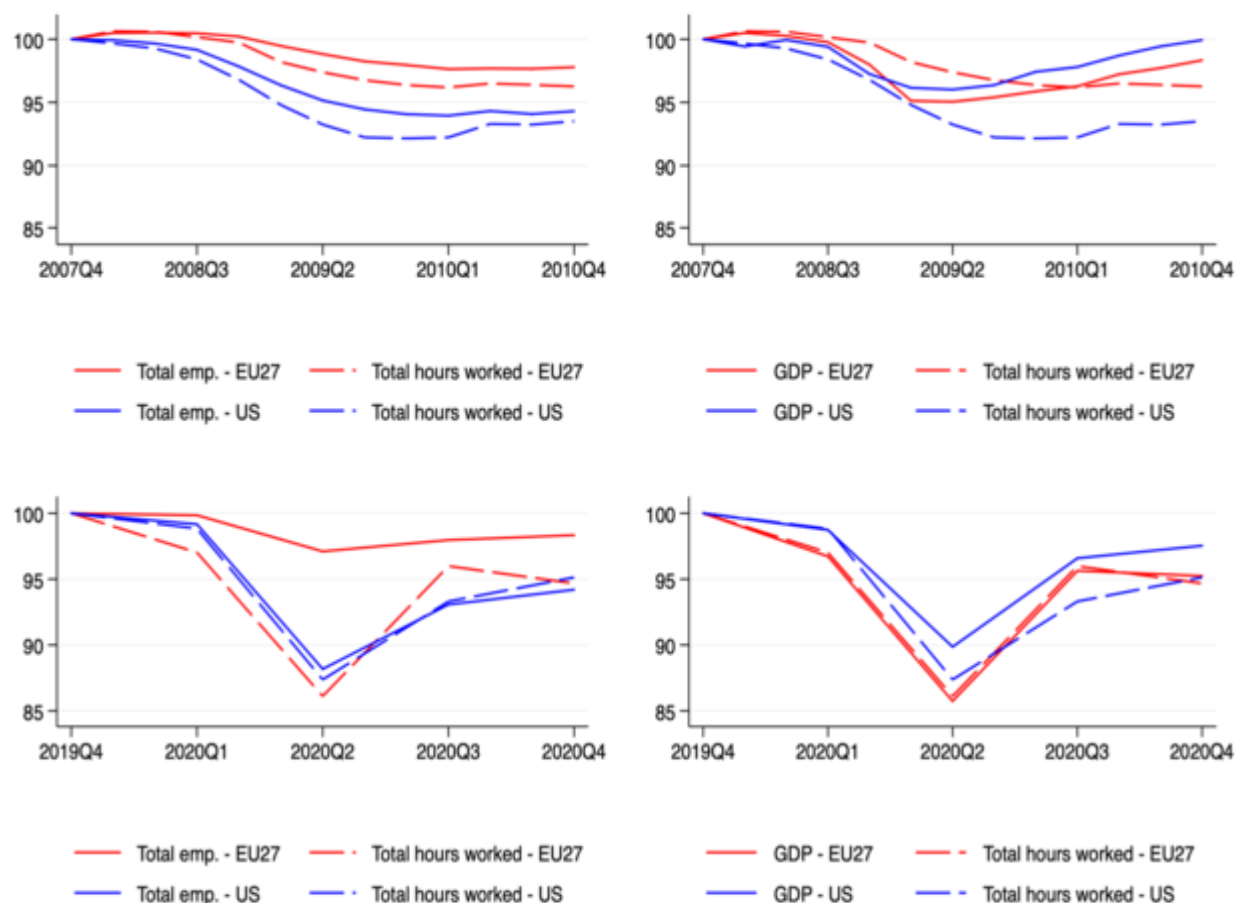 100
95
90
85
2007Q4 2008Q3 2009Q2 2010Q1 2010Q4
Total emp. - EU27 Total hours worked - EU27
Total emp. - US Total hours worked - US
100
95
90
85
2007Q4 2008Q3 2009Q2 2010Q1 2010Q4
GDP - EU27 Total hours worked - EU27
GDP - US Total hours worked - US
100
95
90
85
2019Q4 2020Q1 2020Q2 2020Q3 2020Q4
Total emp. - EU27 Total hours worked - EU27
Total emp. - US Total hours worked - US
100
95
90
85
2019Q4 2020Q1 2020Q2 2020Q3 2020Q4
GDP - EU27 Total hours worked - EU27
GDP - US Total hours worked - US